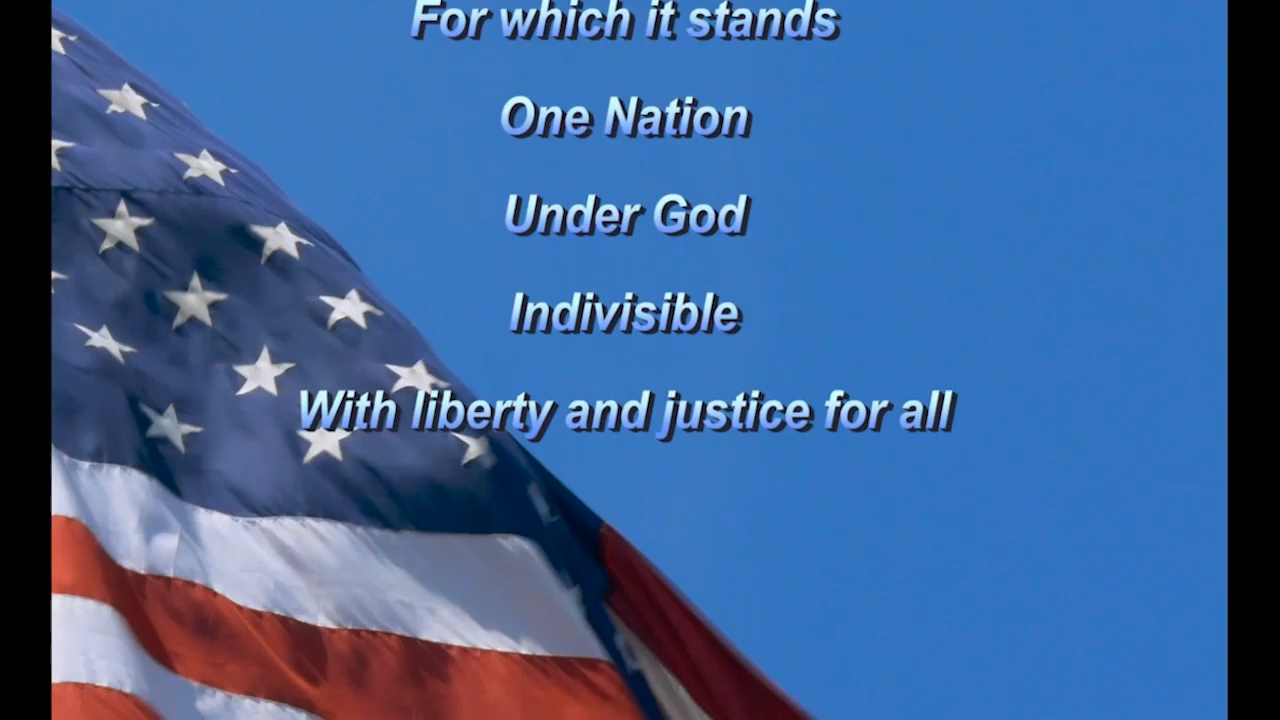 For which it stands
One Nation
Under God
Indivisible
With liberty and justice for all